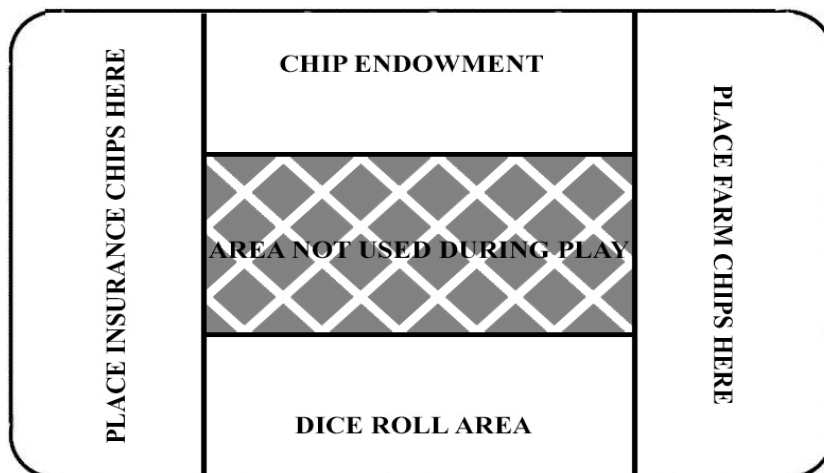 PLACE INSURANCE CHIPS HERE
CHIP ENDOWMENT
AREA NOT USED DURING PLAY
DICE ROLL AREA
PLACE FARM CHIPS HERE